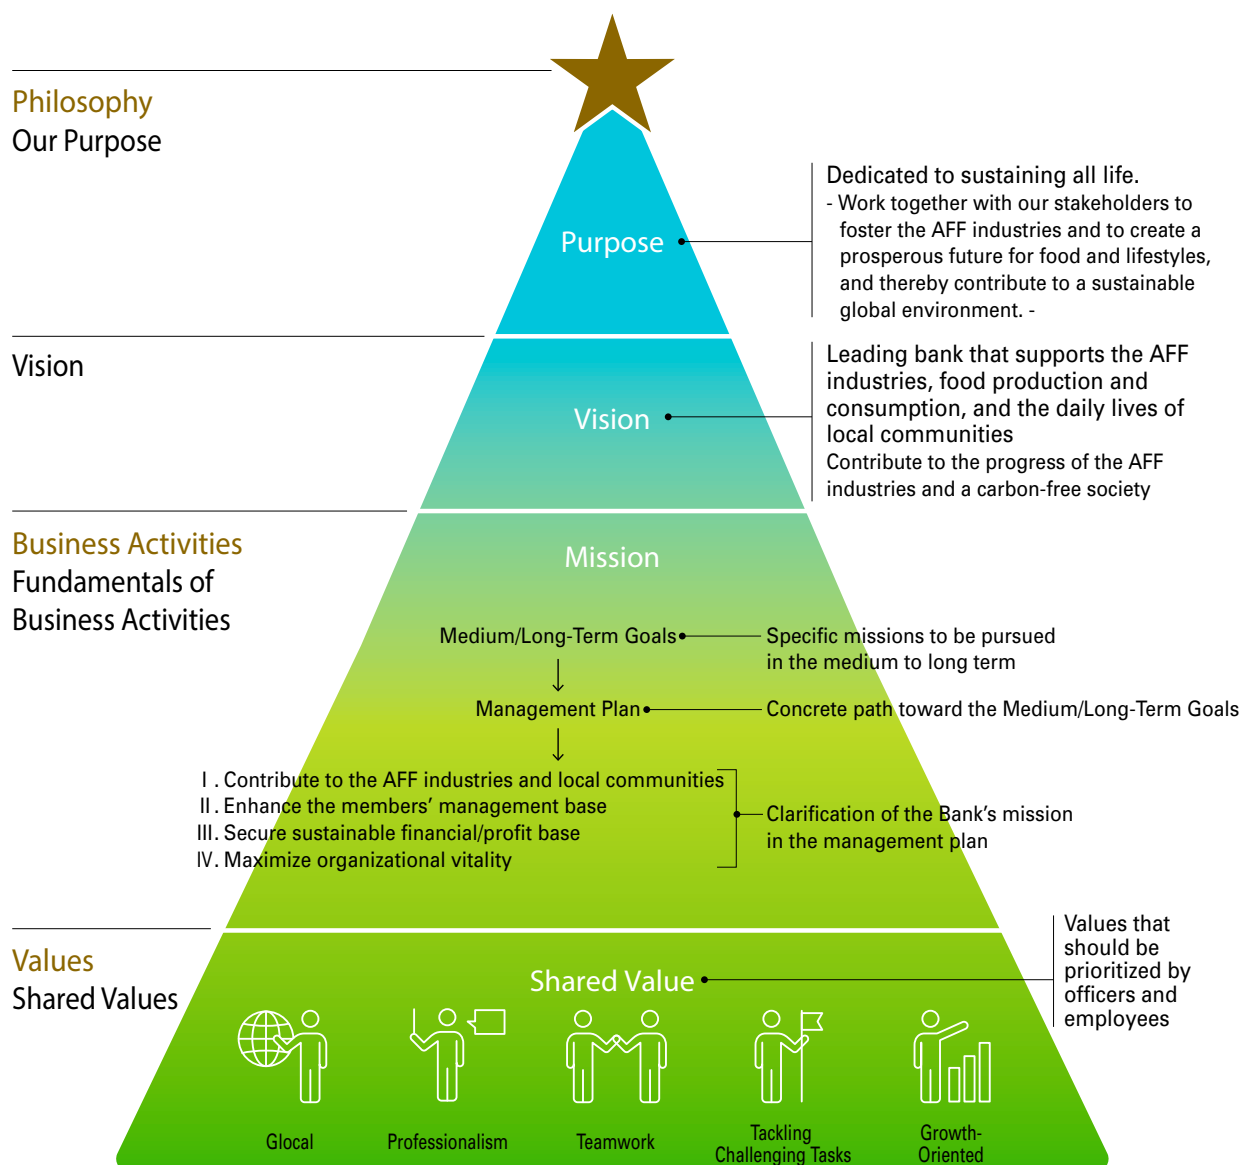 Philosophy
Our Purpose
Purpose
Dedicated to sustaining all life.
- Work together with our stakeholders to
foster the AFF industries and to create a
prosperous future for food and lifestyles,
and thereby contribute to a sustainable
global environment. -
Vision
Vision
Leading bank that supports the AFF
industries, food production and
consumption, and the daily lives of
local communities
Contribute to the progress of the AFF
industries and a carbon-free society
Business Activities
Fundamentals of
Business Activities
Mission
Medium/Long-Term Goals
Specific missions to be pursued
in the medium to long term
Management Plan
Concrete path toward the Medium/Long-Term Goals
I. Contribute to the AFF industries and local communities
II. Enhance the members’ management base
III. Secure sustainable financial/profit base
IV. Maximize organizational vitality
Clarification of the Bank’s mission
in the management plan
Values
Shared Values
Shared Value
Values that
should be
prioritized by
officers and
employees
Glocal
Professionalism
Teamwork
Tackling
Challenging Tasks
Growth-
Oriented